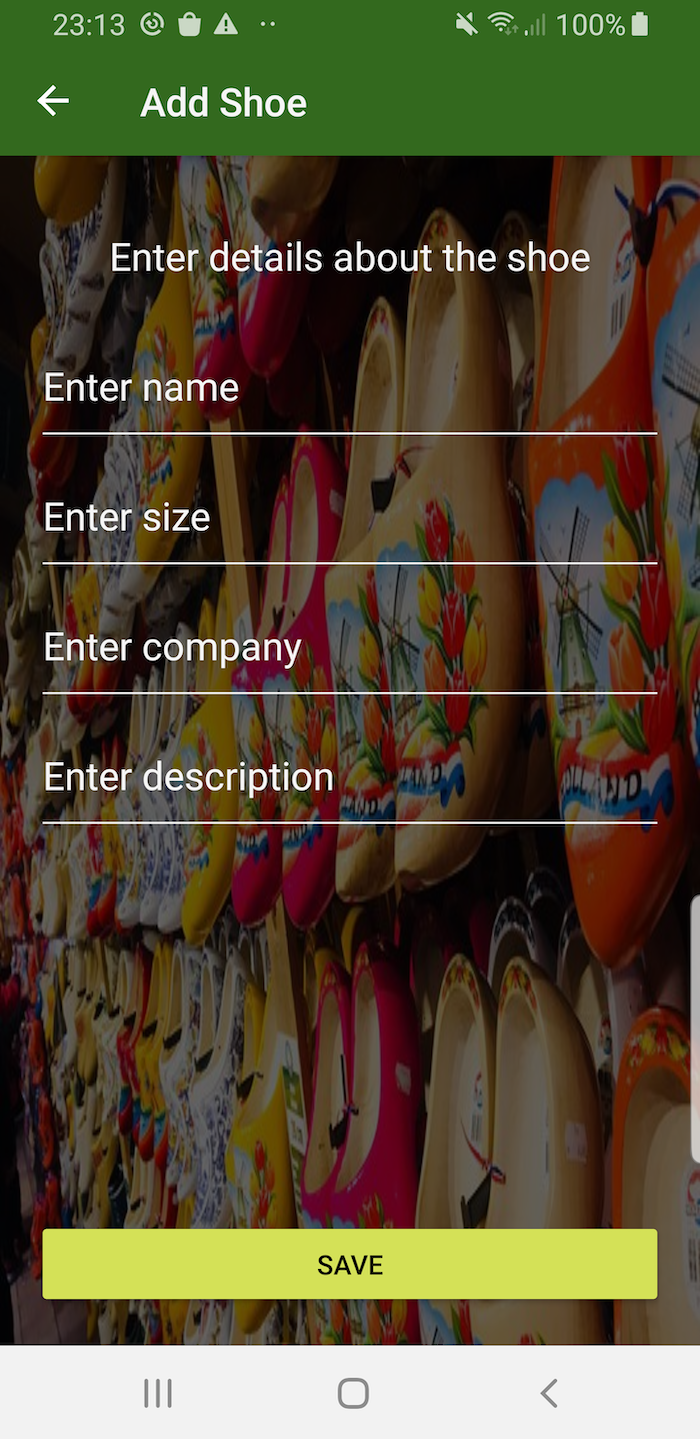 23:13
100%
Add Shoe
Enter details about the shoe
Enter name
Enter size
Enter company
Enter description
LLAND
SAVE